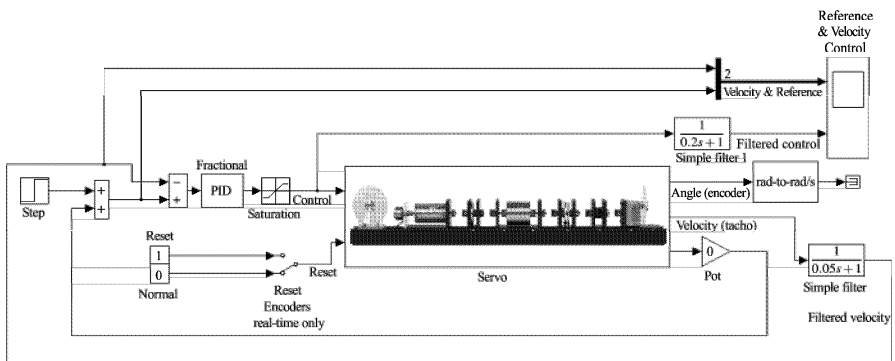 Reference
& Velocity
Control
2
Velocity & Reference
1
0.2s+1
Simple filter 1
Filtered control
Fractional
−
+
PID
+
+
Step
Saturation
Control
rad-to-rad/s
Angle (encoder)
Velocity (tacho)
Reset
1
0
Normal
Reset
Reset
Encoders
real-time only
Servo
0
Pot
1
0.05s+1
Simple filter
Filtered velocity